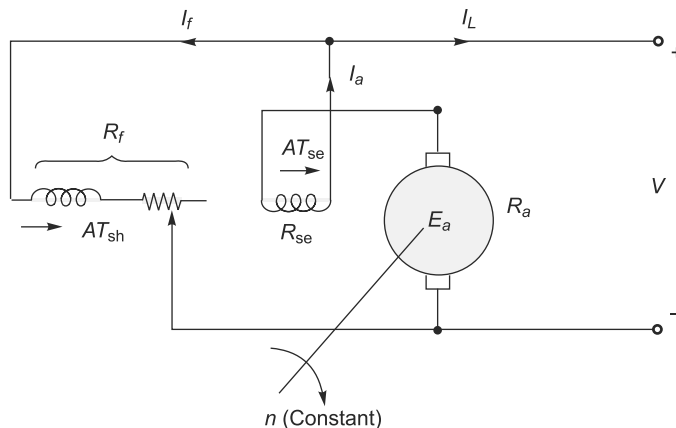 I_f
I_L
+
I_a
R_f
AT_se
V
R_a
E_a
AT_sh
R_se
−
n (Constant)